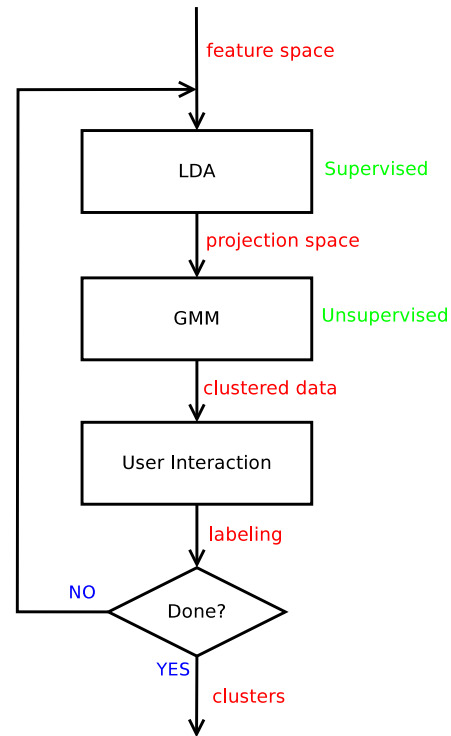 feature space
LDA
Supervised
projection space
GMM
Unsupervised
clustered data
User Interaction
labeling
NO
Done?
YES
clusters